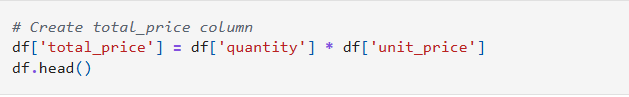 # Create total_price column
df['total_price'] = df['quantity'] * df['unit_price']
df.head()